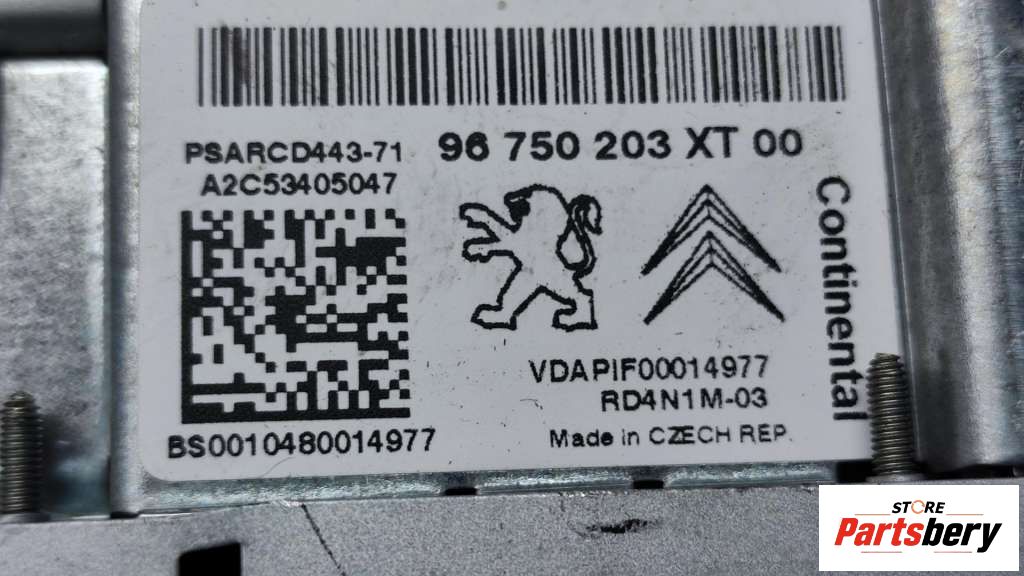 PSARCD443-71
96 750 203 XT 00
A2C53405047
Continental
VDAPIF00014977
RD4N1M-03
BS0010480014977
Made in CZECH REP.
STORE
Partsbery